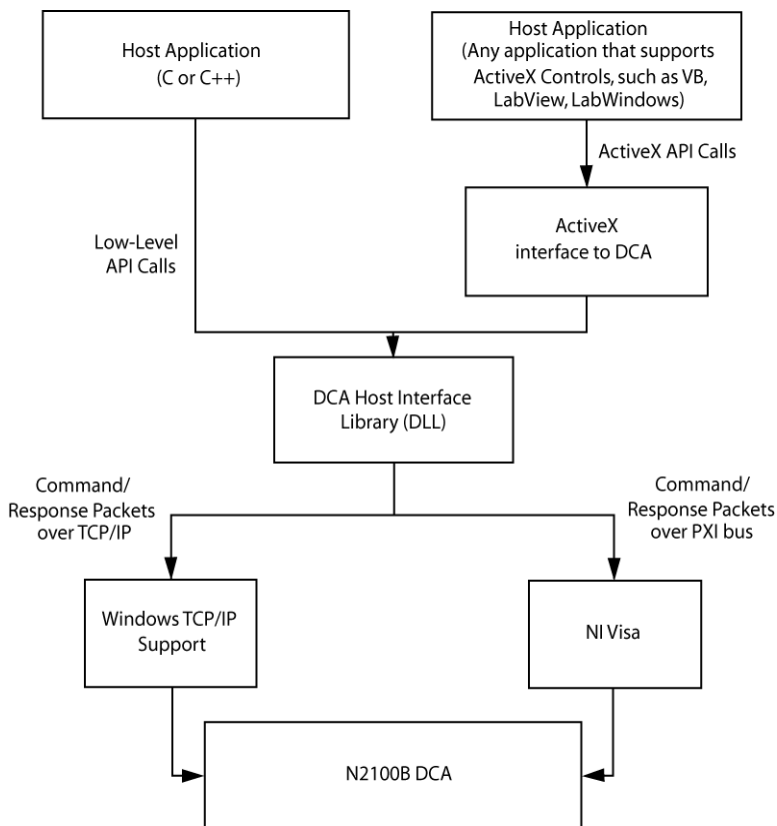 Host Application
(C or C++)
Host Application
(Any application that supports
ActiveX Controls, such as VB,
LabView, LabWindows)
ActiveX API Calls
Low-Level
API Calls
ActiveX
interface to DCA
DCA Host Interface
Library (DLL)
Command/
Response Packets
over TCP/IP
Command/
Response Packets
over PXI bus
Windows TCP/IP
Support
NI Visa
N2100B DCA